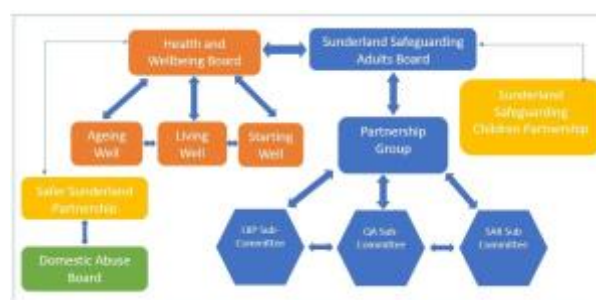 Health and
Wellbeing Board
Sunderland Safeguarding
Adults Board
Sunderland
Safeguarding
Children Partnership
Ageing
Well
Living
Well
Starting
Well
Partnership
Group
Safer Sunderland
Partnership
Domestic Abuse
Board
Sub-
Committee
QA Sub
Committee
SAR Sub
Committee